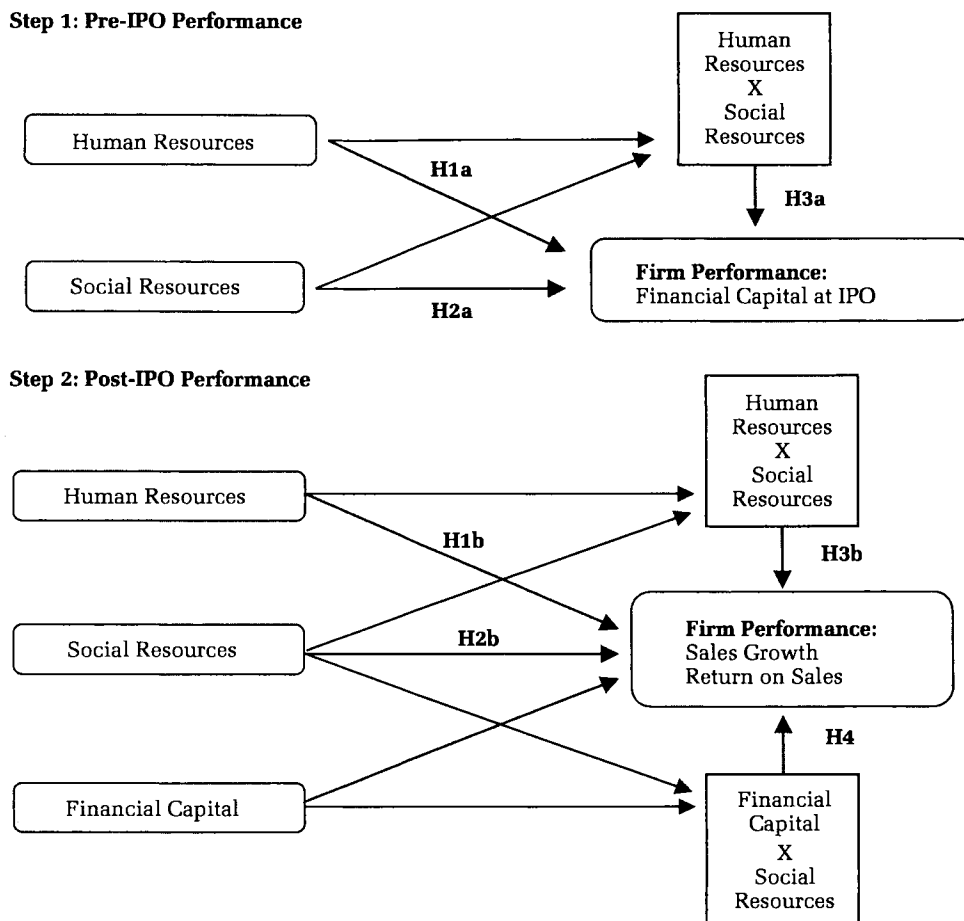 Step 1: Pre-IPO Performance
Human
Resources
X
Social
Resources
Human Resources
H1a
H3a
Social Resources
H2a
Firm Performance:
Financial Capital at IPO
Step 2: Post-IPO Performance
Human
Resources
X
Social
Resources
Human Resources
H1b
H3b
Social Resources
H2b
Firm Performance:
Sales Growth
Return on Sales
H4
Financial Capital
Financial
Capital
X
Social
Resources